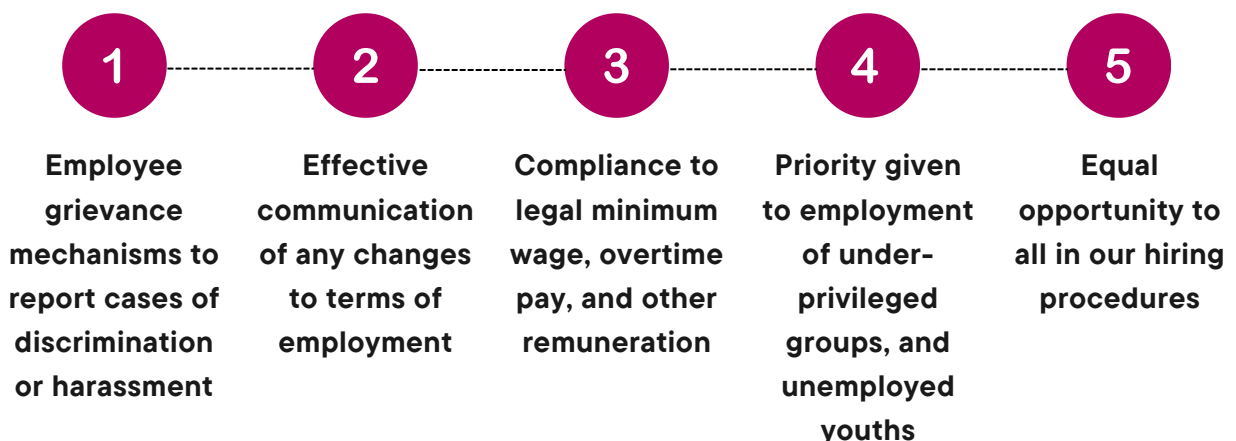 1
Employee
grievance
mechanisms to
report cases of
discrimination
or harassment
2
Effective
communication
of any changes
to terms of
employment
3
Compliance to
legal minimum
wage, overtime
pay, and other
remuneration
4
Priority given
to employment
of under-
privileged
groups, and
unemployed
youths
5
Equal
opportunity to
all in our hiring
procedures